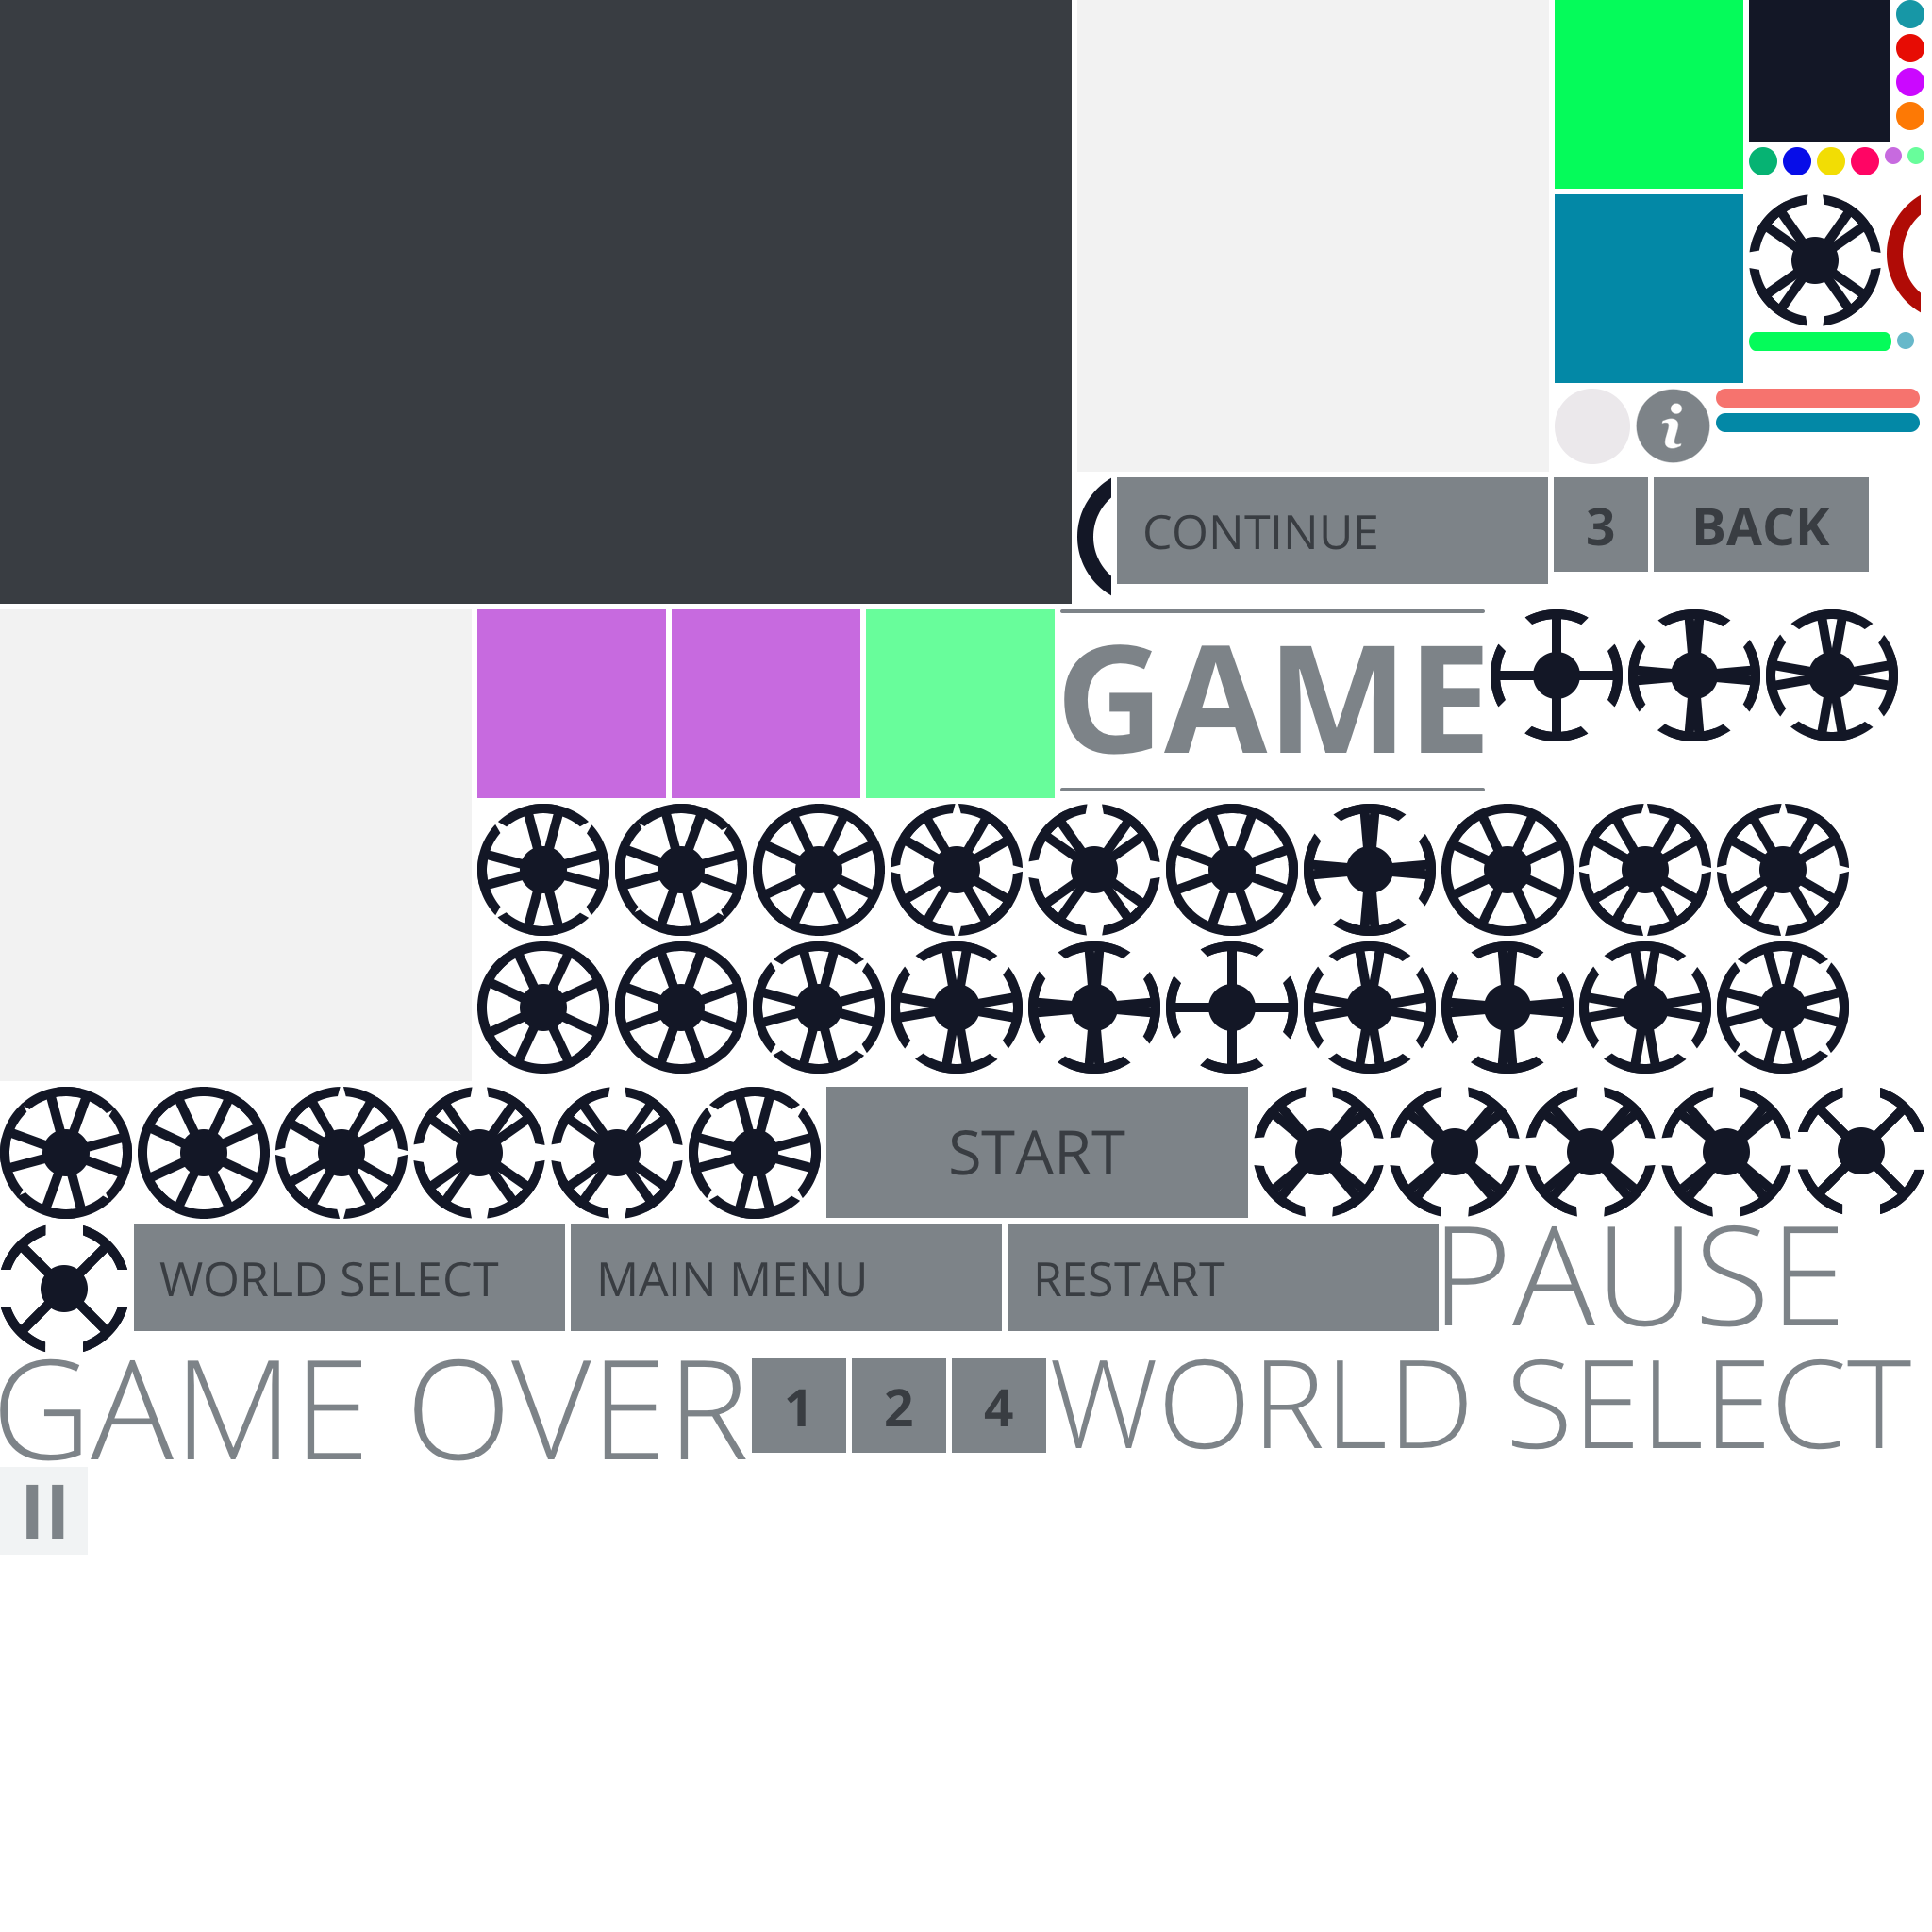 i
CONTINUE
3
BACK
GAME
START
WORLD SELECT
MAIN MENU
RESTART
PAUSE
GAME OVER
1
2
4
WORLD SELECT